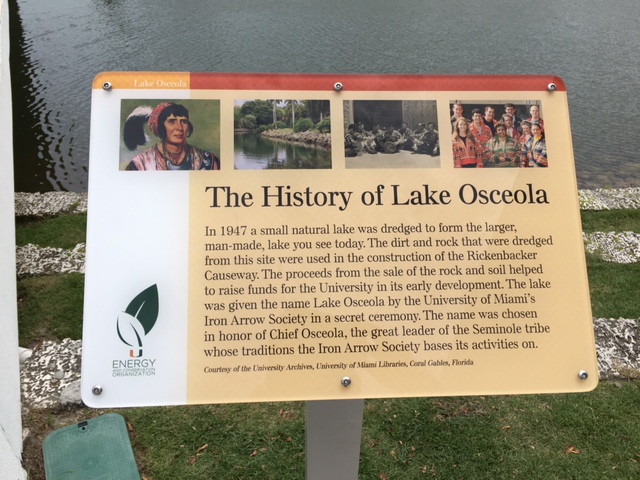 Lake Osceola
The History of Lake Osceola
In 1947 a small natural lake was dredged to form the larger,
man-made, lake you see today. The dirt and rock that were dredged
from this site were used in the construction of the Rickenbacker
Causeway. The proceeds from the sale of the rock and soil helped
to raise funds for the University in its early development. The lake
was given the name Lake Osceola by the University of Miami's
Iron Arrow Society in a secret ceremony. The name was chosen
in honor of Chief Osceola, the great leader of the Seminole tribe
whose traditions the Iron Arrow Society bases its activities on.
Courtesy of the University Archives, University of Miami Libraries, Coral Gables, Florida
U
ENERGY
AND CONSERVATION
ORGANIZATION